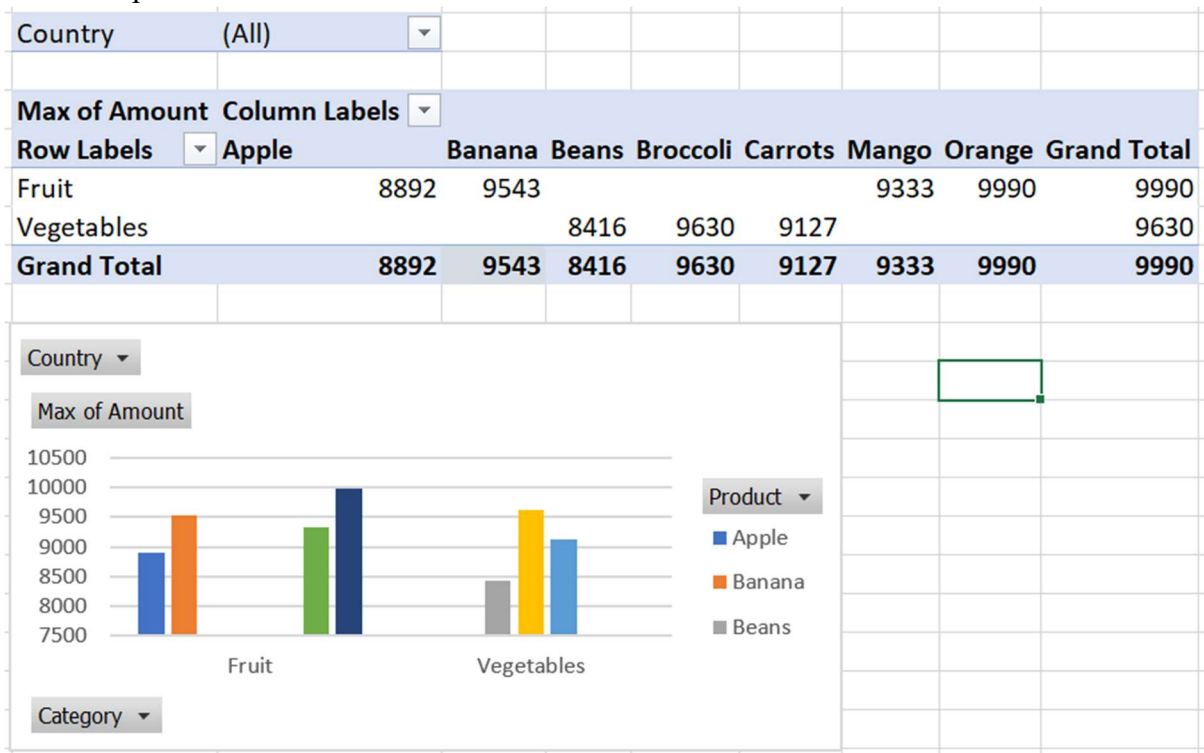 Country (All)
Max of Amount Column Labels
Row Labels Apple Banana Beans Broccoli Carrots Mango Orange Grand Total
Fruit 8892 9543 9333 9990 9990
Vegetables 8416 9630 9127 9630
Grand Total 8892 9543 8416 9630 9127 9333 9990 9990
Country
Max of Amount
10500
10000
9500
9000
8500
8000
7500
Fruit Vegetables
Product
Apple
Banana
Beans
Category